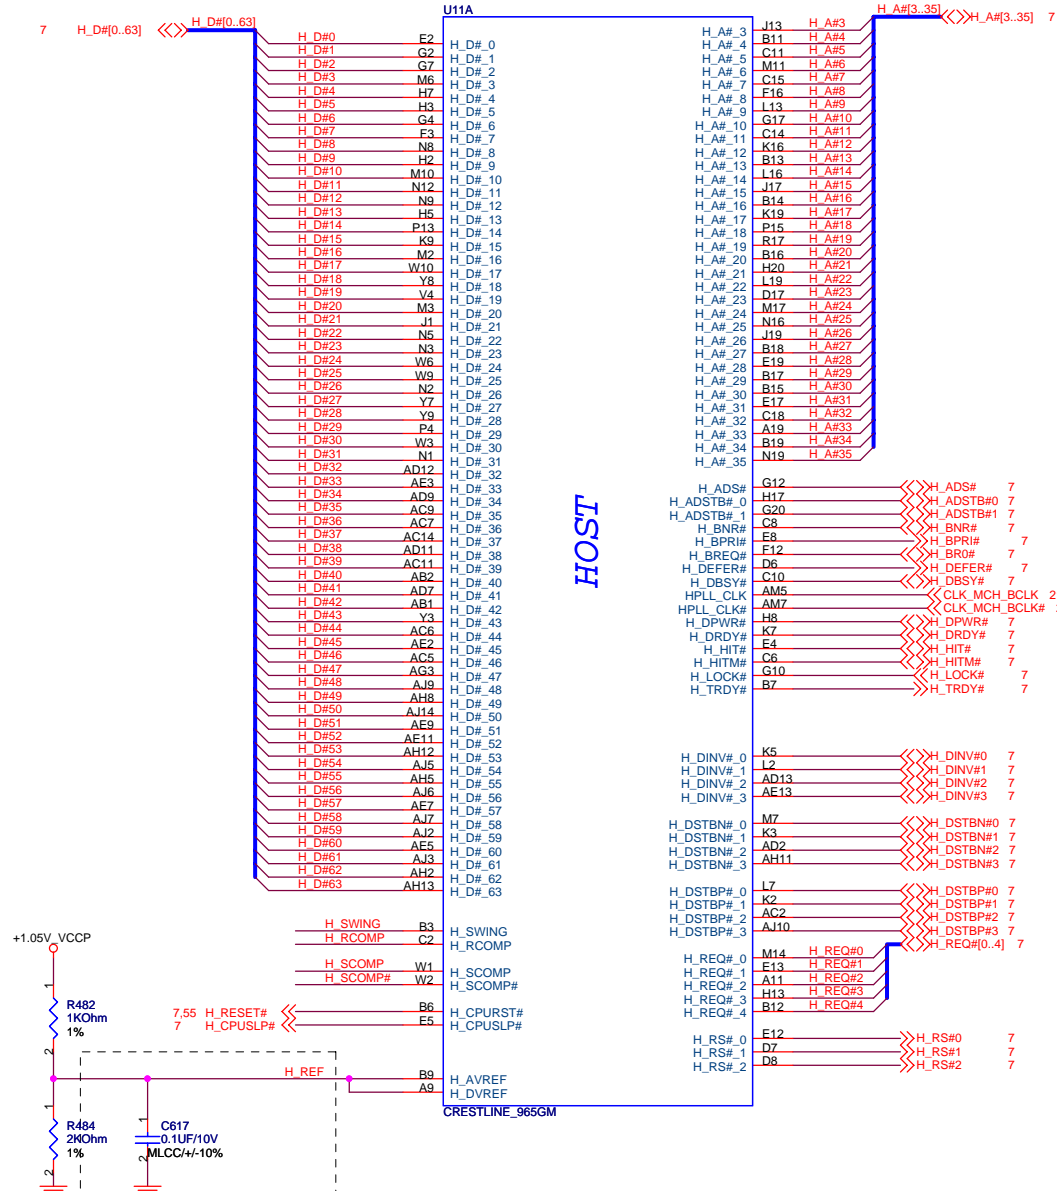 U11A
7 H_D#[0..63] H_D#[0..63]
H_D#0 E2 H_D#_0
H_D#1 G2 H_D#_1
H_D#2 G7 H_D#_2
H_D#3 M6 H_D#_3
H_D#4 H7 H_D#_4
H_D#5 H3 H_D#_5
H_D#6 G4 H_D#_6
H_D#7 F3 H_D#_7
H_D#8 N8 H_D#_8
H_D#9 H2 H_D#_9
H_D#10 M10 H_D#_10
H_D#11 N12 H_D#_11
H_D#12 N9 H_D#_12
H_D#13 H5 H_D#_13
H_D#14 P13 H_D#_14
H_D#15 K9 H_D#_15
H_D#16 M2 H_D#_16
H_D#17 W10 H_D#_17
H_D#18 Y8 H_D#_18
H_D#19 V4 H_D#_19
H_D#20 M3 H_D#_20
H_D#21 J1 H_D#_21
H_D#22 N5 H_D#_22
H_D#23 N3 H_D#_23
H_D#24 W6 H_D#_24
H_D#25 W9 H_D#_25
H_D#26 N2 H_D#_26
H_D#27 Y7 H_D#_27
H_D#28 Y9 H_D#_28
H_D#29 P4 H_D#_29
H_D#30 W3 H_D#_30
H_D#31 N1 H_D#_31
H_D#32 AD12 H_D#_32
H_D#33 AE3 H_D#_33
H_D#34 AD9 H_D#_34
H_D#35 AC9 H_D#_35
H_D#36 AC7 H_D#_36
H_D#37 AC14 H_D#_37
H_D#38 AD11 H_D#_38
H_D#39 AC11 H_D#_39
H_D#40 AB2 H_D#_40
H_D#41 AD7 H_D#_41
H_D#42 AB1 H_D#_42
H_D#43 Y3 H_D#_43
H_D#44 AC6 H_D#_44
H_D#45 AE2 H_D#_45
H_D#46 AC5 H_D#_46
H_D#47 AG3 H_D#_47
H_D#48 AJ9 H_D#_48
H_D#49 AH8 H_D#_49
H_D#50 AJ14 H_D#_50
H_D#51 AE9 H_D#_51
H_D#52 AE11 H_D#_52
H_D#53 AH12 H_D#_53
H_D#54 AJ5 H_D#_54
H_D#55 AH5 H_D#_55
H_D#56 AJ6 H_D#_56
H_D#57 AE7 H_D#_57
H_D#58 AJ7 H_D#_58
H_D#59 AJ2 H_D#_59
H_D#60 AE5 H_D#_60
H_D#61 AJ3 H_D#_61
H_D#62 AH2 H_D#_62
H_D#63 AH13 H_D#_63
H_SWING B3 H_SWING
H_RCOMP C2 H_RCOMP
H_SCOMP W1 H_SCOMP
H_SCOMP# W2 H_SCOMP#
7,55 H_RESET# B6 H_CPURST#
7 H_CPUSLP# E5 H_CPUSLP#
H_REF B9 H_AVREF
A9 H_DVREF
+1.05V_VCCP
1
R482
1KOhm
1%
2
1
R484
2KOhm
1%
2
1
C617
0.1UF/10V
MLCC/+/-10%
2
HOST
H_A#[3..35] H_A#[3..35] 7
H_A#_3 J13 H_A#3
H_A#_4 B11 H_A#4
H_A#_5 C11 H_A#5
H_A#_6 M11 H_A#6
H_A#_7 C15 H_A#7
H_A#_8 F16 H_A#8
H_A#_9 L13 H_A#9
H_A#_10 G17 H_A#10
H_A#_11 C14 H_A#11
H_A#_12 K16 H_A#12
H_A#_13 B13 H_A#13
H_A#_14 L16 H_A#14
H_A#_15 J17 H_A#15
H_A#_16 B14 H_A#16
H_A#_17 K19 H_A#17
H_A#_18 P15 H_A#18
H_A#_19 R17 H_A#19
H_A#_20 B16 H_A#20
H_A#_21 H20 H_A#21
H_A#_22 L19 H_A#22
H_A#_23 D17 H_A#23
H_A#_24 M17 H_A#24
H_A#_25 N16 H_A#25
H_A#_26 J19 H_A#26
H_A#_27 B18 H_A#27
H_A#_28 E19 H_A#28
H_A#_29 B17 H_A#29
H_A#_30 B15 H_A#30
H_A#_31 E17 H_A#31
H_A#_32 C18 H_A#32
H_A#_33 A19 H_A#33
H_A#_34 B19 H_A#34
H_A#_35 N19 H_A#35
H_ADS# G12 H_ADS# 7
H_ADSTB#_0 H17 H_ADSTB#0 7
H_ADSTB#_1 G20 H_ADSTB#1 7
H_BNR# C8 H_BNR# 7
H_BPRI# E8 H_BPRI# 7
H_BREQ# F12 H_BR0# 7
H_DEFER# D6 H_DEFER# 7
H_DBSY# C10 H_DBSY# 7
HPLL_CLK AM5 CLK_MCH_BCLK 2
HPLL_CLK# AM7 CLK_MCH_BCLK#
H_DPWR# H8 H_DPWR# 7
H_DRDY# K7 H_DRDY# 7
H_HIT# E4 H_HIT# 7
H_HITM# C6 H_HITM# 7
H_LOCK# G10 H_LOCK# 7
H_TRDY# B7 H_TRDY# 7
H_DINV#_0 K5 H_DINV#0 7
H_DINV#_1 L2 H_DINV#1 7
H_DINV#_2 AD13 H_DINV#2 7
H_DINV#_3 AE13 H_DINV#3 7
H_DSTBN#_0 M7 H_DSTBN#0 7
H_DSTBN#_1 K3 H_DSTBN#1 7
H_DSTBN#_2 AD2 H_DSTBN#2 7
H_DSTBN#_3 AH11 H_DSTBN#3 7
H_DSTBP#_0 L7 H_DSTBP#0 7
H_DSTBP#_1 K2 H_DSTBP#1 7
H_DSTBP#_2 AC2 H_DSTBP#2 7
H_DSTBP#_3 AJ10 H_DSTBP#3 7
H_REQ#[0..4] 7
H_REQ#_0 M14 H_REQ#0
H_REQ#_1 E13 H_REQ#1
H_REQ#_2 A11 H_REQ#2
H_REQ#_3 H13 H_REQ#3
H_REQ#_4 B12 H_REQ#4
H_RS#_0 E12 H_RS#0 7
H_RS#_1 D7 H_RS#1 7
H_RS#_2 D8 H_RS#2 7
CRESTLINE_965GM